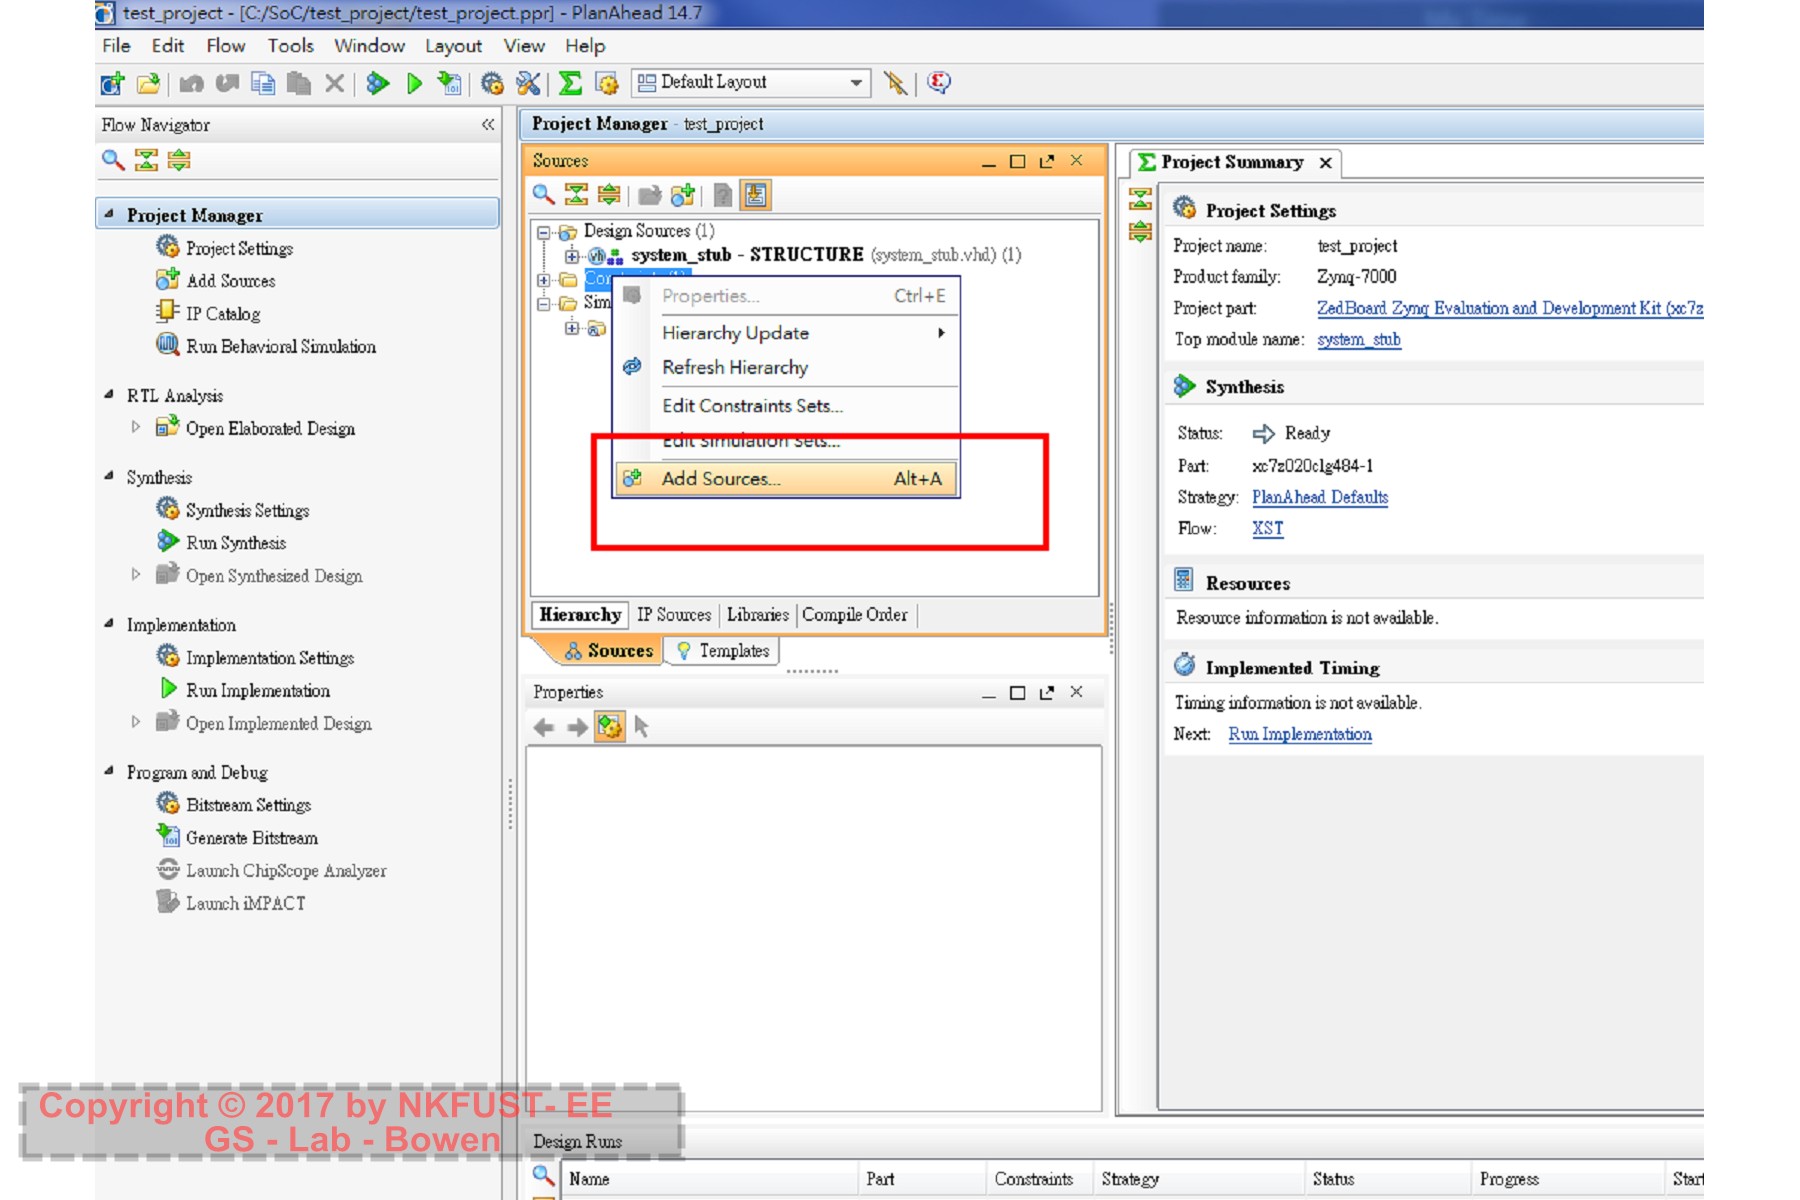 test_project - [C:/SoC/test_project/test_project.ppr] - PlanAhead 14.7
File Edit Flow Tools Window Layout View Help
Default Layout
Flow Navigator
Project Manager
Project Settings
Add Sources
IP Catalog
Run Behavioral Simulation
RTL Analysis
Open Elaborated Design
Synthesis
Synthesis Settings
Run Synthesis
Open Synthesized Design
Implementation
Implementation Settings
Run Implementation
Open Implemented Design
Program and Debug
Bitstream Settings
Generate Bitstream
Launch ChipScope Analyzer
Launch iMPACT
Project Manager - test_project
Sources
Design Sources (1)
system_stub - STRUCTURE (system_stub.vhd) (1)
Properties... Ctrl+E
Hierarchy Update
Refresh Hierarchy
Edit Constraints Sets...
Edit Simulation Sets...
Add Sources... Alt+A
Hierarchy IP Sources Libraries Compile Order
Sources Templates
Properties
Project Summary
Project Settings
Project name: test_project
Product family: Zynq-7000
Project part: ZedBoard Zynq Evaluation and Development Kit (xc7z
Top module name: system_stub
Synthesis
Status: Ready
Part: xc7z020clg484-1
Strategy: PlanAhead Defaults
Flow: XST
Resources
Resource information is not available.
Implemented Timing
Timing information is not available.
Next: Run Implementation
Design Runs
Name Part Constraints Strategy Status Progress Start
Copyright © 2017 by NKFUST- EE
GS - Lab - Bowen